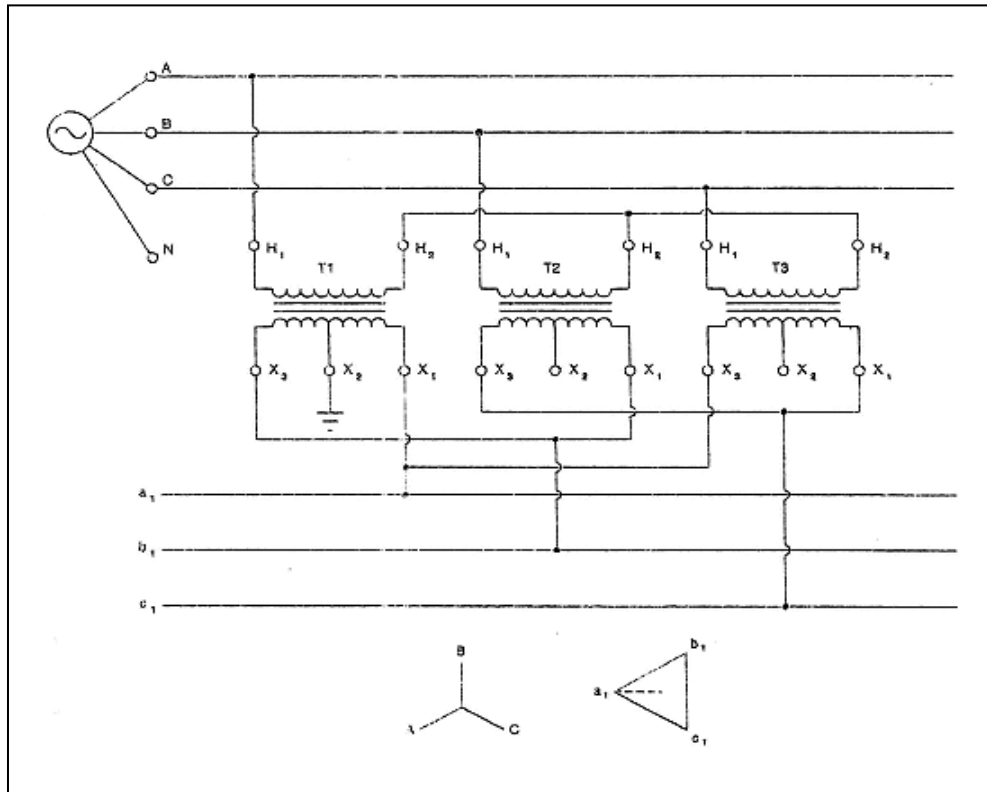 A
B
C
N
H1 H2 H1 H2 H1 H2
T1 T2 T3
X3 X2 X1 X3 X2 X1 X3 X2 X1
a1
b1
c1
B
A C
b1
a1
c1